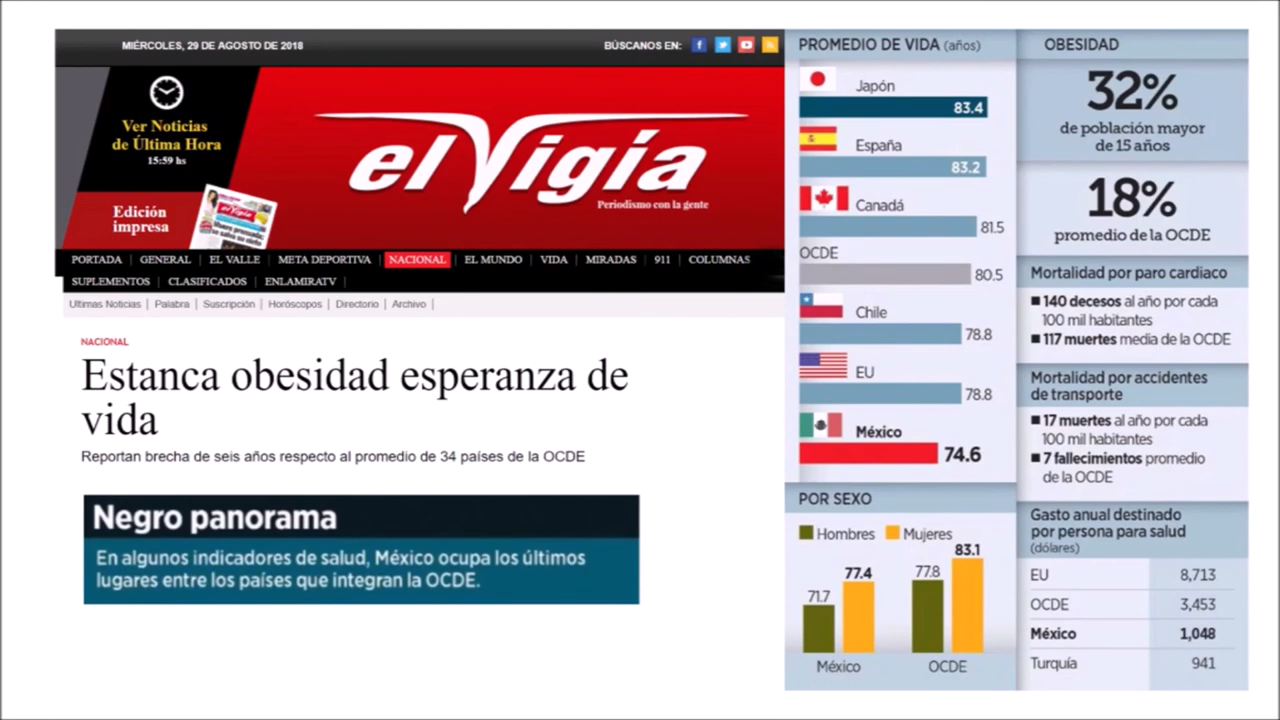 MIÉRCOLES, 29 DE AGOSTO DE 2018
BÚSCANOS EN:
Ver Noticias
de Última Hora
15:59 hs
el Vigía
Periodismo con la gente
Edición
impresa
PORTADA | GENERAL | EL VALLE | META DEPORTIVA | NACIONAL | EL MUNDO | VIDA | MIRADAS | 911 | COLUMNAS
SUPLEMENTOS | CLASIFICADOS | ENLAMIRATV |
Ultimas Noticias | Palabra | Suscripción | Horóscopos | Directorio | Archivo |
NACIONAL
Estanca obesidad esperanza de
vida
Reportan brecha de seis años respecto al promedio de 34 países de la OCDE
Negro panorama
En algunos indicadores de salud, México ocupa los últimos
lugares entre los países que integran la OCDE.
PROMEDIO DE VIDA (años)
Japón
83.4
España
83.2
Canadá
81.5
OCDE
80.5
Chile
78.8
EU
78.8
México
74.6
POR SEXO
Hombres Mujeres
71.7 77.4 77.8 83.1
México OCDE
OBESIDAD
32%
de población mayor
de 15 años
18%
promedio de la OCDE
Mortalidad por paro cardiaco
140 decesos al año por cada
100 mil habitantes
117 muertes media de la OCDE
Mortalidad por accidentes
de transporte
17 muertes al año por cada
100 mil habitantes
7 fallecimientos promedio
de la OCDE
Gasto anual destinado
por persona para salud
(dólares)
EU 8,713
OCDE 3,453
México 1,048
Turquía 941